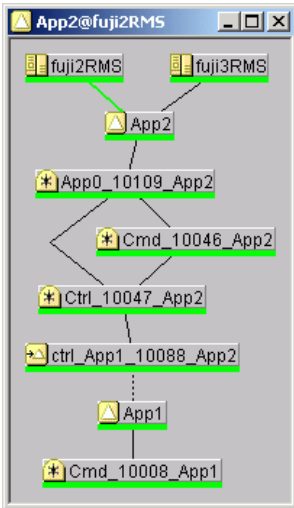 App2@fuji2RMS
fuji2RMS fuji3RMS
App2
App0_10109_App2
Cmd_10046_App2
Ctrl_10047_App2
ctrl_App1_10088_App2
App1
Cmd_10008_App1